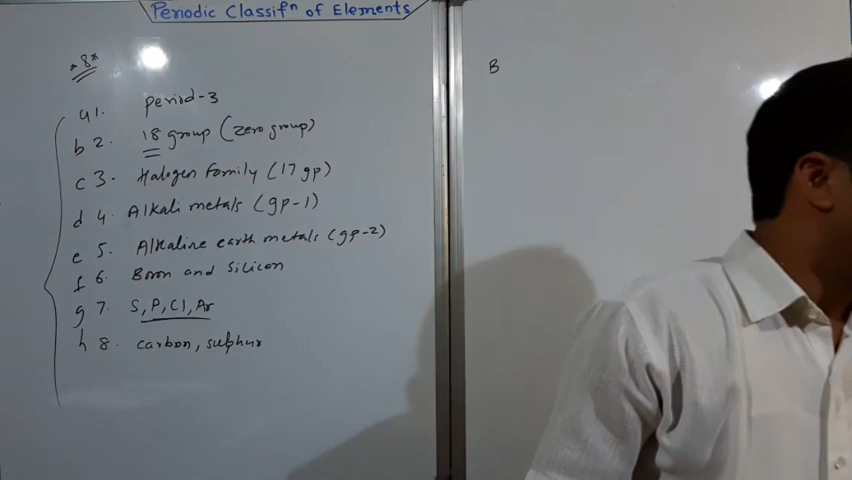 Periodic Classifⁿ of Elements
*8*
a 1. Period-3
b 2. 18 group (zero group)
c 3- Halogen family (17 gp)
d 4. Alkali metals (gp-1)
e 5. Alkaline earth metals (gp-2)
f 6. Boron and Silicon
g 7. S, P, Cl, Ar
h 8. carbon, sulphur
B